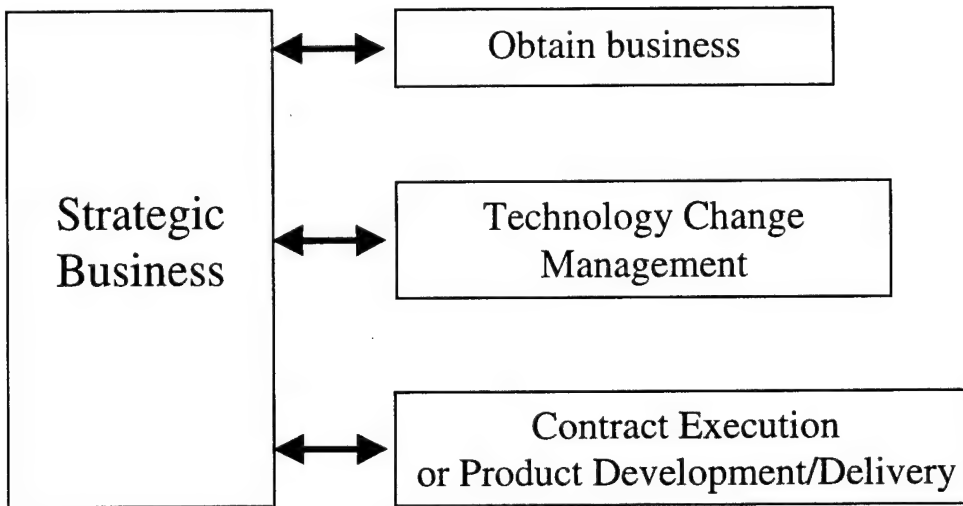 Strategic
Business
Obtain business
Technology Change
Management
Contract Execution
or Product Development/Delivery